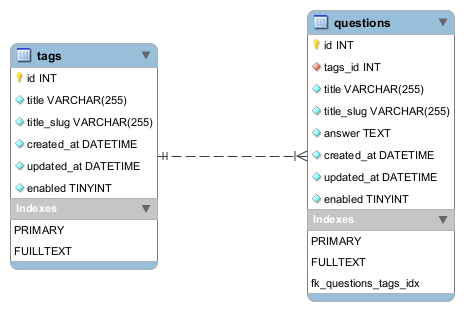 tags
id INT
title VARCHAR(255)
title_slug VARCHAR(255)
created_at DATETIME
updated_at DATETIME
enabled TINYINT
Indexes
PRIMARY
FUILLTEXT
questions
id INT
tags_id INT
title VARCHAR(255)
title_slug VARCHAR(255)
answer TEXT
created_at DATETIME
updated_at DATETIME
enabled TINYINT
Indexes
PRIMARY
FULLTEXT
fk_questions_tags_idx